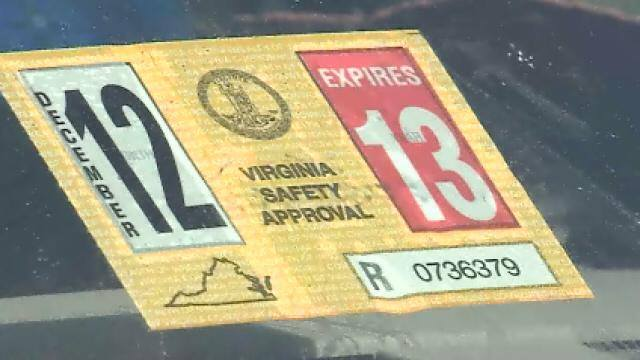 DECEMBER
12
EXPIRES
13
VIRGINIA
SAFETY
APPROVAL
R 0736379